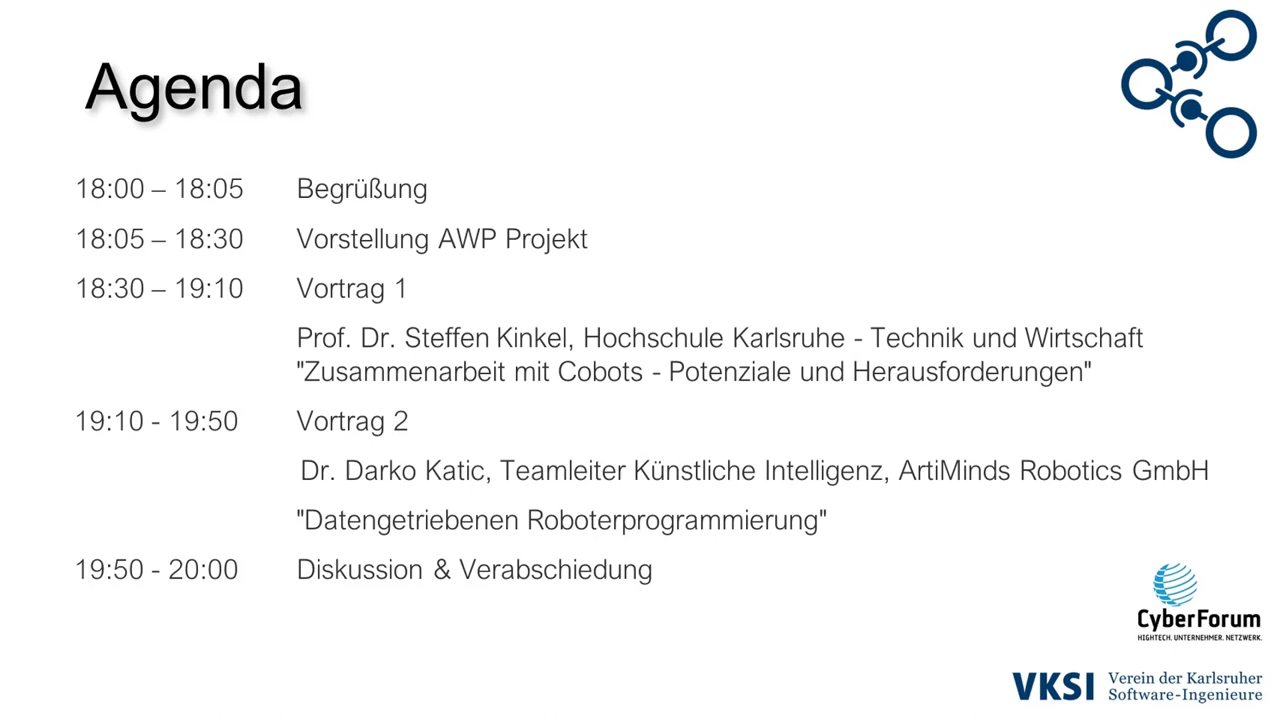 Agenda
18:00 – 18:05 Begrüßung
18:05 – 18:30 Vorstellung AWP Projekt
18:30 – 19:10 Vortrag 1
Prof. Dr. Steffen Kinkel, Hochschule Karlsruhe - Technik und Wirtschaft
"Zusammenarbeit mit Cobots - Potenziale und Herausforderungen"
19:10 - 19:50 Vortrag 2
Dr. Darko Katic, Teamleiter Künstliche Intelligenz, ArtiMinds Robotics GmbH
"Datengetriebenen Roboterprogrammierung"
19:50 - 20:00 Diskussion & Verabschiedung
CyberForum
HIGHTECH. UNTERNEHMER. NETZWERK.
VKSI Verein der Karlsruher
Software-Ingenieure